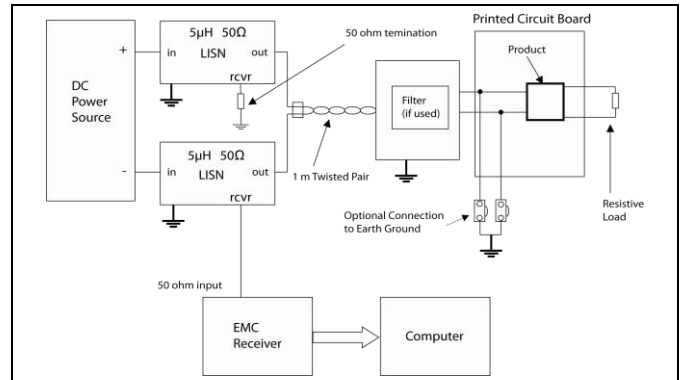 Printed Circuit Board
5µH 50Ω
LISN
in
out
rcvr
+
50 ohm temination
Product
DC
Power
Source
Filter
(if used)
-
5µH 50Ω
LISN
in
out
rcvr
1 m Twisted Pair
Optional Connection
to Earth Ground
Resistive
Load
50 ohm input
EMC
Receiver
Computer